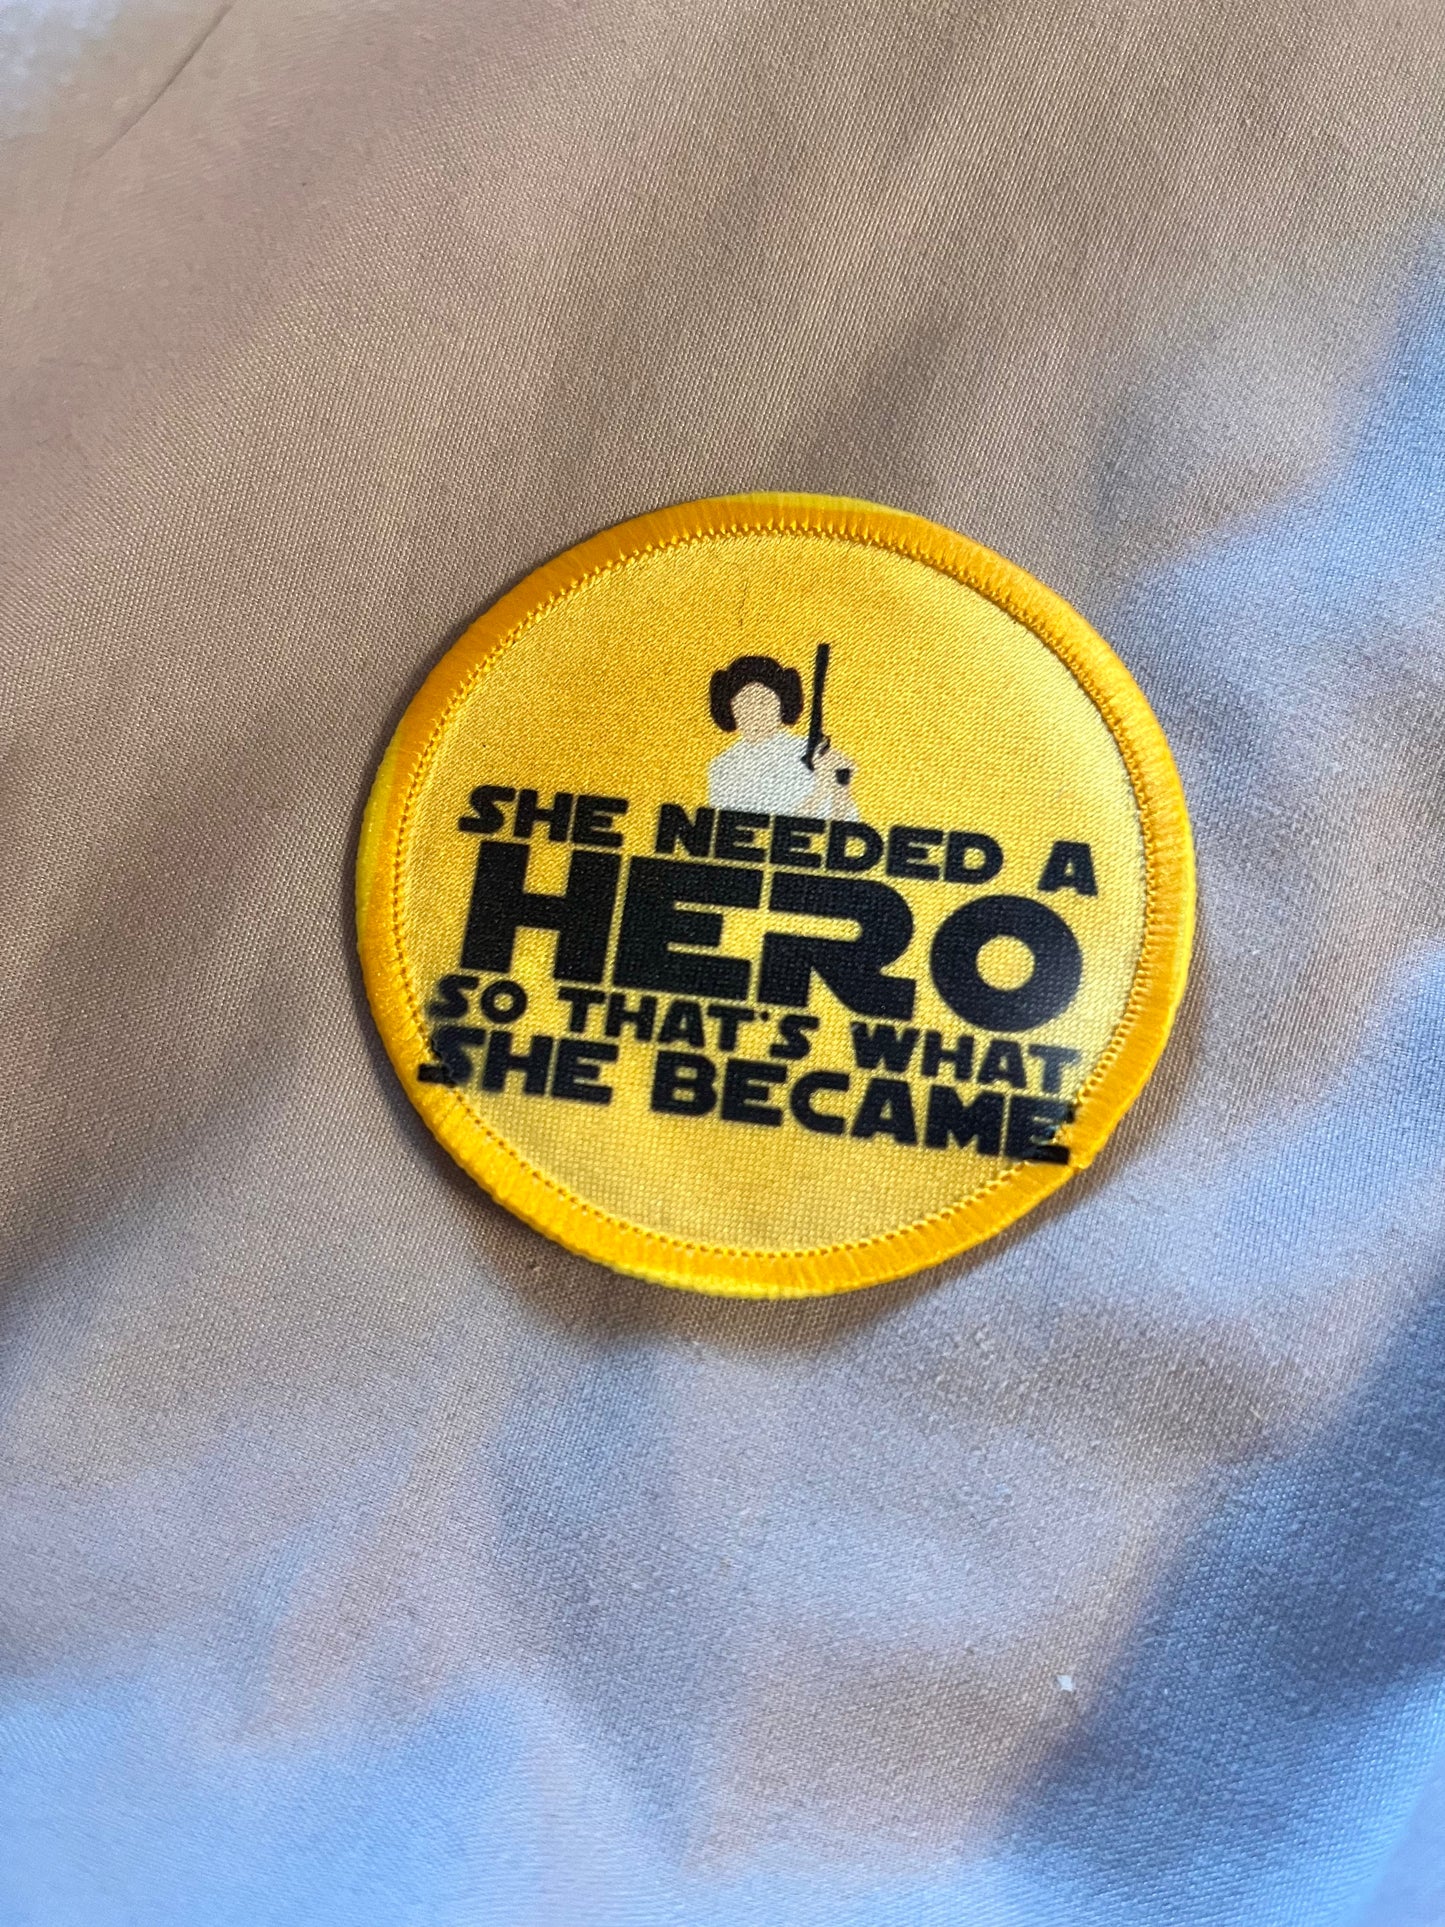 SHE NEEDED A
HERO
SO THAT'S WHAT
SHE BECAME